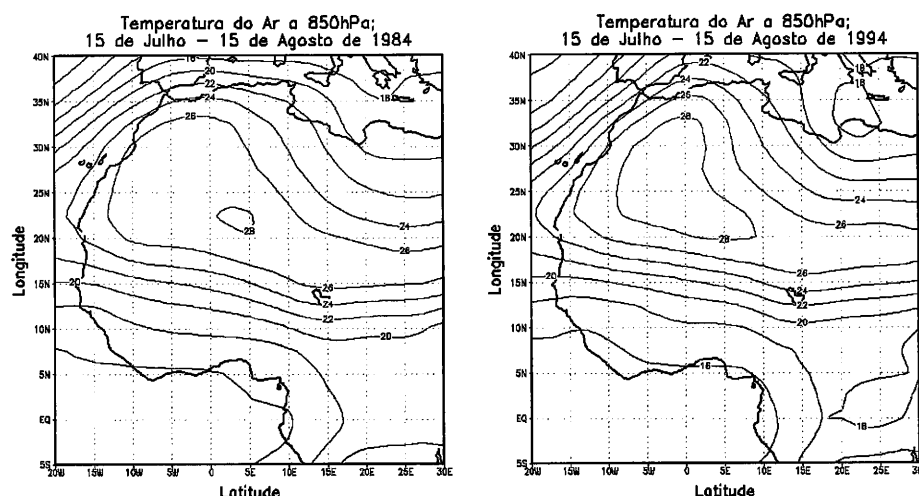 Temperatura do Ar a 850hPa;
15 de Julho – 15 de Agosto de 1984
40N
35N
30N
25N
20N
15N
10N
5N
EQ
5S
Longitude
20W 15W 10W 5W 0 5E 10E 15E 20E 25E 30E
Latitude
16
20
22
24
26
18
28
24
26
20
26
24
22
20
Temperatura do Ar a 850hPa;
15 de Julho – 15 de Agosto de 1994
40N
35N
30N
25N
20N
15N
10N
5N
EQ
5S
Longitude
20W 15W 10W 5W 0 5E 10E 15E 20E 25E 30E
Latitude
22
24
26
28
18
18
24
26
28
20
26
24
22
20
16
18